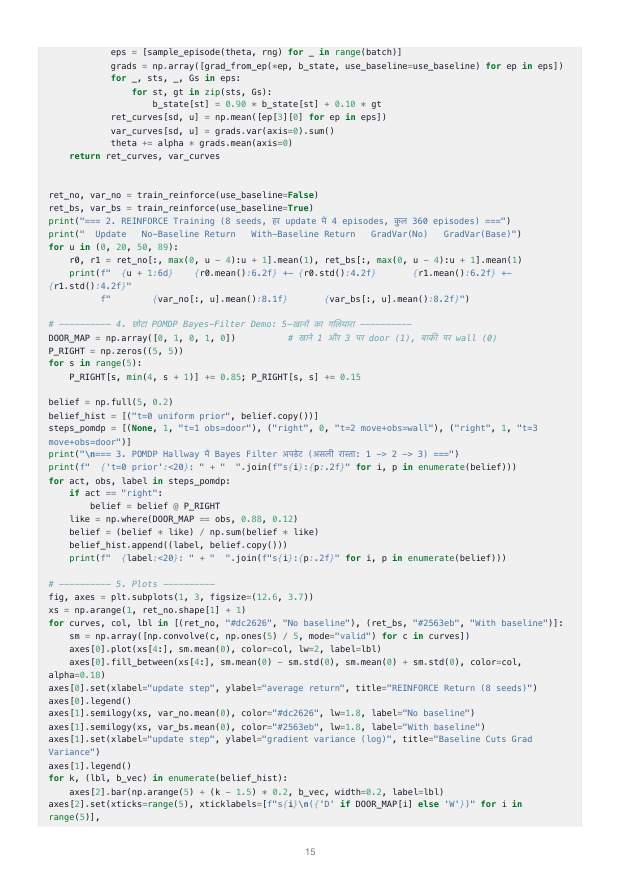 eps = [sample_episode(theta, rng) for _ in range(batch)]
            grads = np.array([grad_from_ep(*ep, b_state, use_baseline=use_baseline) for ep in eps])
            for _, sts, _, Gs in eps:
                for st, gt in zip(sts, Gs):
                    b_state[st] = 0.90 * b_state[st] + 0.10 * gt
            ret_curves[sd, u] = np.mean([ep[3][0] for ep in eps])
            var_curves[sd, u] = grads.var(axis=0).sum()
            theta += alpha * grads.mean(axis=0)
    return ret_curves, var_curves
ret_no, var_no = train_reinforce(use_baseline=False)
ret_bs, var_bs = train_reinforce(use_baseline=True)
print("=== 2. REINFORCE Training (8 seeds, हर update में 4 episodes, कुल 360 episodes) ===")
print("  Update   No-Baseline Return   With-Baseline Return   GradVar(No)   GradVar(Base)")
for u in (0, 20, 50, 89):
    r0, r1 = ret_no[:, max(0, u - 4):u + 1].mean(1), ret_bs[:, max(0, u - 4):u + 1].mean(1)
    print(f"  {u + 1:6d}    {r0.mean():6.2f} +- {r0.std():4.2f}       {r1.mean():6.2f} +-
{r1.std():4.2f}"
          f"        {var_no[:, u].mean():8.1f}       {var_bs[:, u].mean():8.1f}")
# ---------- 4. छोटा POMDP Bayes-Filter Demo: 5-खानों का गलियारा ----------
DOOR_MAP = np.array([0, 1, 0, 1, 0])          # खाने 1 और 3 पर door (1), बाकी पर wall (0)
P_RIGHT = np.zeros((5, 5))
for s in range(5):
    P_RIGHT[s, min(4, s + 1)] += 0.85; P_RIGHT[s, s] += 0.15
belief = np.full(5, 0.2)
belief_hist = [("t=0 uniform prior", belief.copy())]
steps_pomdp = [(None, 1, "t=1 obs=door"), ("right", 0, "t=2 move+obs=wall"), ("right", 1, "t=3
move+obs=door")]
print("\n=== 3. POMDP Hallway में Bayes Filter अपडेट (असली रास्ता: 1 -> 2 -> 3) ===")
print(f"  {'t=0 prior':<20}: " + "  ".join(f"s{i}:{p:.2f}" for i, p in enumerate(belief)))
for act, obs, label in steps_pomdp:
    if act == "right":
        belief = belief @ P_RIGHT
    like = np.where(DOOR_MAP == obs, 0.88, 0.12)
    belief = (belief * like) / np.sum(belief * like)
    belief_hist.append((label, belief.copy()))
    print(f"  {label:<20}: " + "  ".join(f"s{i}:{p:.2f}" for i, p in enumerate(belief)))
# ---------- 5. Plots ----------
fig, axes = plt.subplots(1, 3, figsize=(12.6, 3.7))
xs = np.arange(1, ret_no.shape[1] + 1)
for curves, col, lbl in [(ret_no, "#dc2626", "No baseline"), (ret_bs, "#2563eb", "With baseline")]:
    sm = np.array([np.convolve(c, np.ones(5) / 5, mode="valid") for c in curves])
    axes[0].plot(xs[4:], sm.mean(0), color=col, lw=2, label=lbl)
    axes[0].fill_between(xs[4:], sm.mean(0) - sm.std(0), sm.mean(0) + sm.std(0), color=col,
alpha=0.18)
axes[0].set(xlabel="update step", ylabel="average return", title="REINFORCE Return (8 seeds)")
axes[0].legend()
axes[1].semilogy(xs, var_no.mean(0), color="#dc2626", lw=1.8, label="No baseline")
axes[1].semilogy(xs, var_bs.mean(0), color="#2563eb", lw=1.8, label="With baseline")
axes[1].set(xlabel="update step", ylabel="gradient variance (log)", title="Baseline Cuts Grad
Variance")
axes[1].legend()
for k, (lbl, b_vec) in enumerate(belief_hist):
    axes[2].bar(np.arange(5) + (k - 1.5) * 0.2, b_vec, width=0.2, label=lbl)
axes[2].set(xticks=range(5), xticklabels=[f"s{i}\n({'D' if DOOR_MAP[i] else 'W'})" for i in
range(5)],
15